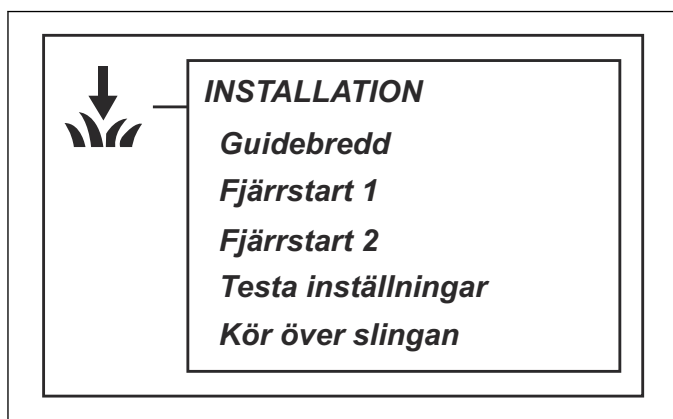 INSTALLATION
Guidebredd
Fjärrstart 1
Fjärrstart 2
Testa inställningar
Kör över slingan